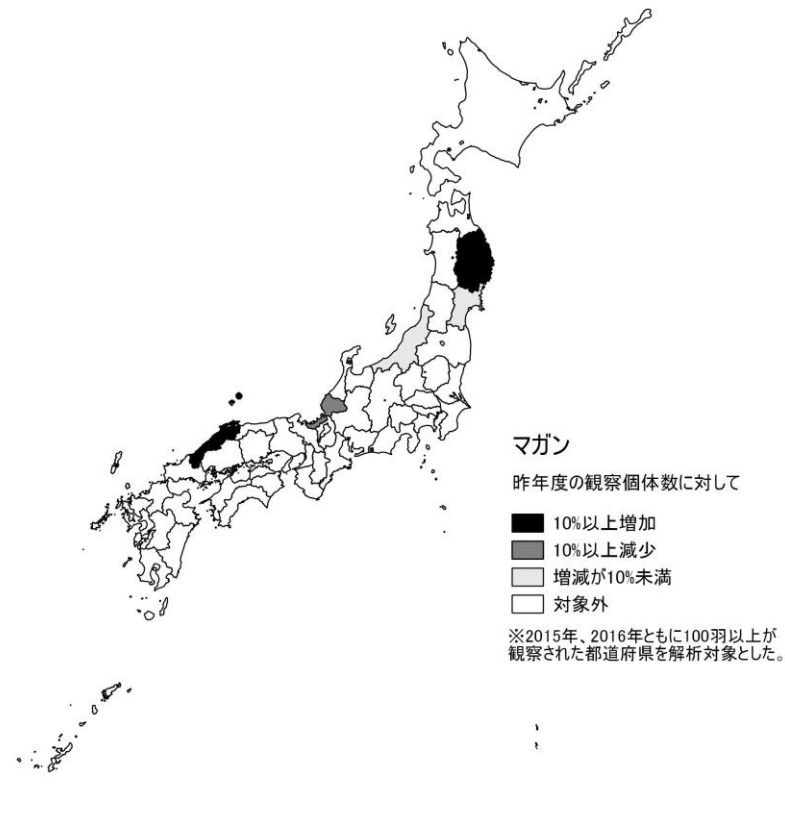 マガン
昨年度の観察個体数に対して
10%以上増加
10%以上減少
増減が10%未満
対象外
※2015年、2016年ともに100羽以上が
観察された都道府県を解析対象とした。